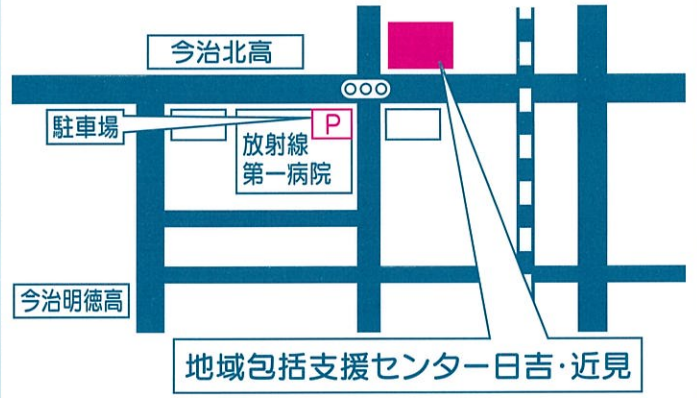 今治北高
駐車場
P
放射線
第一病院
今治明徳高
地域包括支援センター日吉・近見